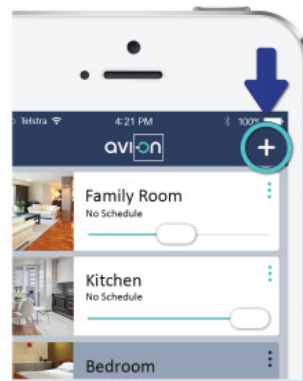 Telstra 4:21 PM 100%
avi-on
+
Family Room
No Schedule
Kitchen
No Schedule
Bedroom